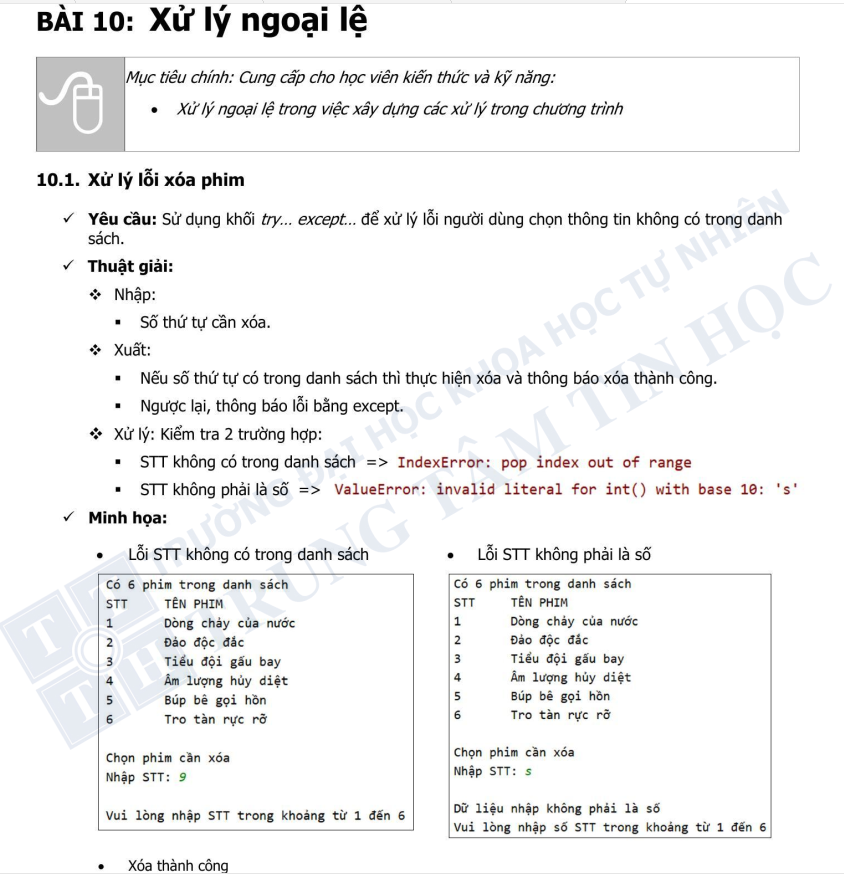 BÀI 10: Xử lý ngoại lệ
Mục tiêu chính: Cung cấp cho học viên kiến thức và kỹ năng:
• Xử lý ngoại lệ trong việc xây dựng các xử lý trong chương trình
10.1. Xử lý lỗi xóa phim
✓ Yêu cầu: Sử dụng khối try... except... để xử lý lỗi người dùng chọn thông tin không có trong danh
sách.
✓ Thuật giải:
❖ Nhập:
▪ Số thứ tự cần xóa.
❖ Xuất:
▪ Nếu số thứ tự có trong danh sách thì thực hiện xóa và thông báo xóa thành công.
▪ Ngược lại, thông báo lỗi bằng except.
❖ Xử lý: Kiểm tra 2 trường hợp:
▪ STT không có trong danh sách => IndexError: pop index out of range
▪ STT không phải là số => ValueError: invalid literal for int() with base 10: 's'
✓ Minh họa:
• Lỗi STT không có trong danh sách
Có 6 phim trong danh sách
STT TÊN PHIM
1 Dòng chảy của nước
2 Đảo độc đắc
3 Tiểu đội gấu bay
4 Âm lượng hủy diệt
5 Búp bê gọi hồn
6 Tro tàn rực rỡ
Chọn phim cần xóa
Nhập STT: 9
Vui lòng nhập STT trong khoảng từ 1 đến 6
• Lỗi STT không phải là số
Có 6 phim trong danh sách
STT TÊN PHIM
1 Dòng chảy của nước
2 Đảo độc đắc
3 Tiểu đội gấu bay
4 Âm lượng hủy diệt
5 Búp bê gọi hồn
6 Tro tàn rực rỡ
Chọn phim cần xóa
Nhập STT: s
Dữ liệu nhập không phải là số
Vui lòng nhập số STT trong khoảng từ 1 đến 6
• Xóa thành công
TRƯỜNG ĐẠI HỌC KHOA HỌC TỰ NHIÊN
TRUNG TÂM TIN HỌC
T T
T H